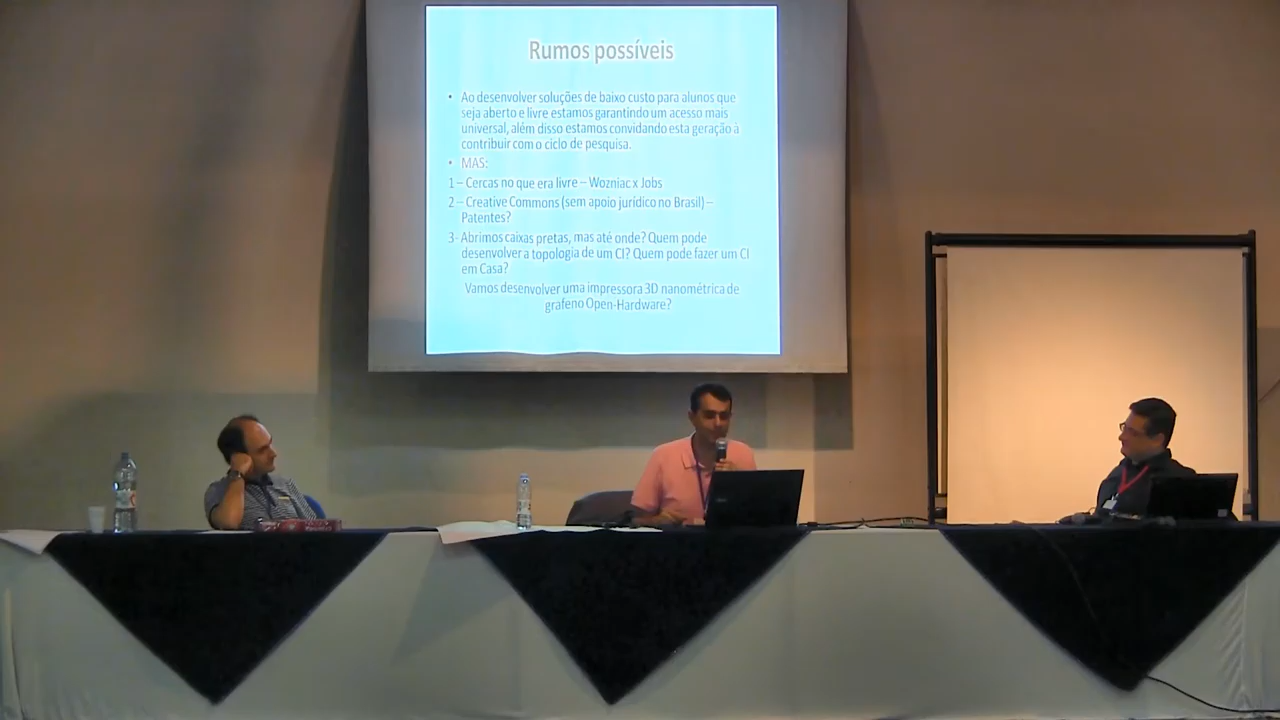 Rumos possíveis
• Ao desenvolver soluções de baixo custo para alunos que
seja aberto e livre estamos garantindo um acesso mais
universal, além disso estamos convidando esta geração à
contribuir com o ciclo de pesquisa.
• MAS:
1 – Cercas no que era livre – Wozniac x Jobs
2 – Creative Commons (sem apoio jurídico no Brasil) –
Patentes?
3- Abrimos caixas pretas, mas até onde? Quem pode
desenvolver a topologia de um CI? Quem pode fazer um CI
em Casa?
Vamos desenvolver uma impressora 3D nanométrica de
grafeno Open-Hardware?